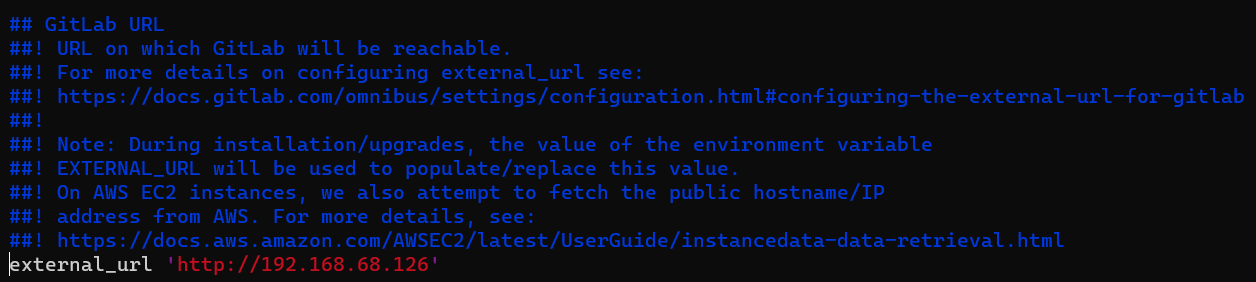 ## GitLab URL
##! URL on which GitLab will be reachable.
##! For more details on configuring external_url see:
##! https://docs.gitlab.com/omnibus/settings/configuration.html#configuring-the-external-url-for-gitlab
##!
##! Note: During installation/upgrades, the value of the environment variable
##! EXTERNAL_URL will be used to populate/replace this value.
##! On AWS EC2 instances, we also attempt to fetch the public hostname/IP
##! address from AWS. For more details, see:
##! https://docs.aws.amazon.com/AWSEC2/latest/UserGuide/instancedata-data-retrieval.html
external_url 'http://192.168.68.126'